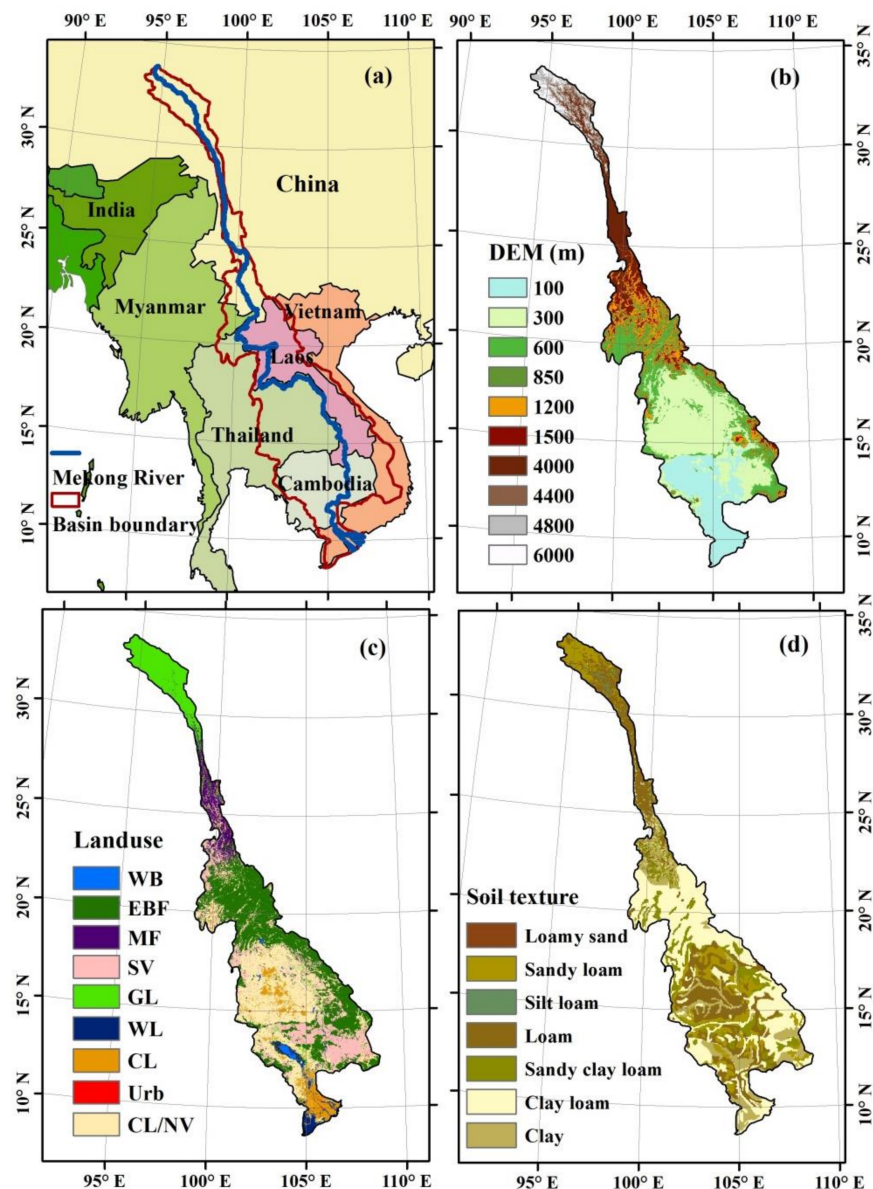 90° E 95° E 100° E 105° E 110° E
(a)
30° N
25° N
20° N
15° N
10° N
China
India
Myanmar
Vietnam
Laos
Thailand
Cambodia
Mekong River
Basin boundary
90° E 95° E 100° E 105° E 110° E
(b)
35° N
30° N
25° N
20° N
15° N
10° N
DEM (m)
100
300
600
850
1200
1500
4000
4400
4800
6000
(c)
30° N
25° N
20° N
15° N
10° N
Landuse
WB
EBF
MF
SV
GL
WL
CL
Urb
CL/NV
95° E 100° E 105° E 110° E
(d)
35° N
30° N
25° N
20° N
15° N
10° N
Soil texture
Loamy sand
Sandy loam
Silt loam
Loam
Sandy clay loam
Clay loam
Clay
95° E 100° E 105° E 110° E